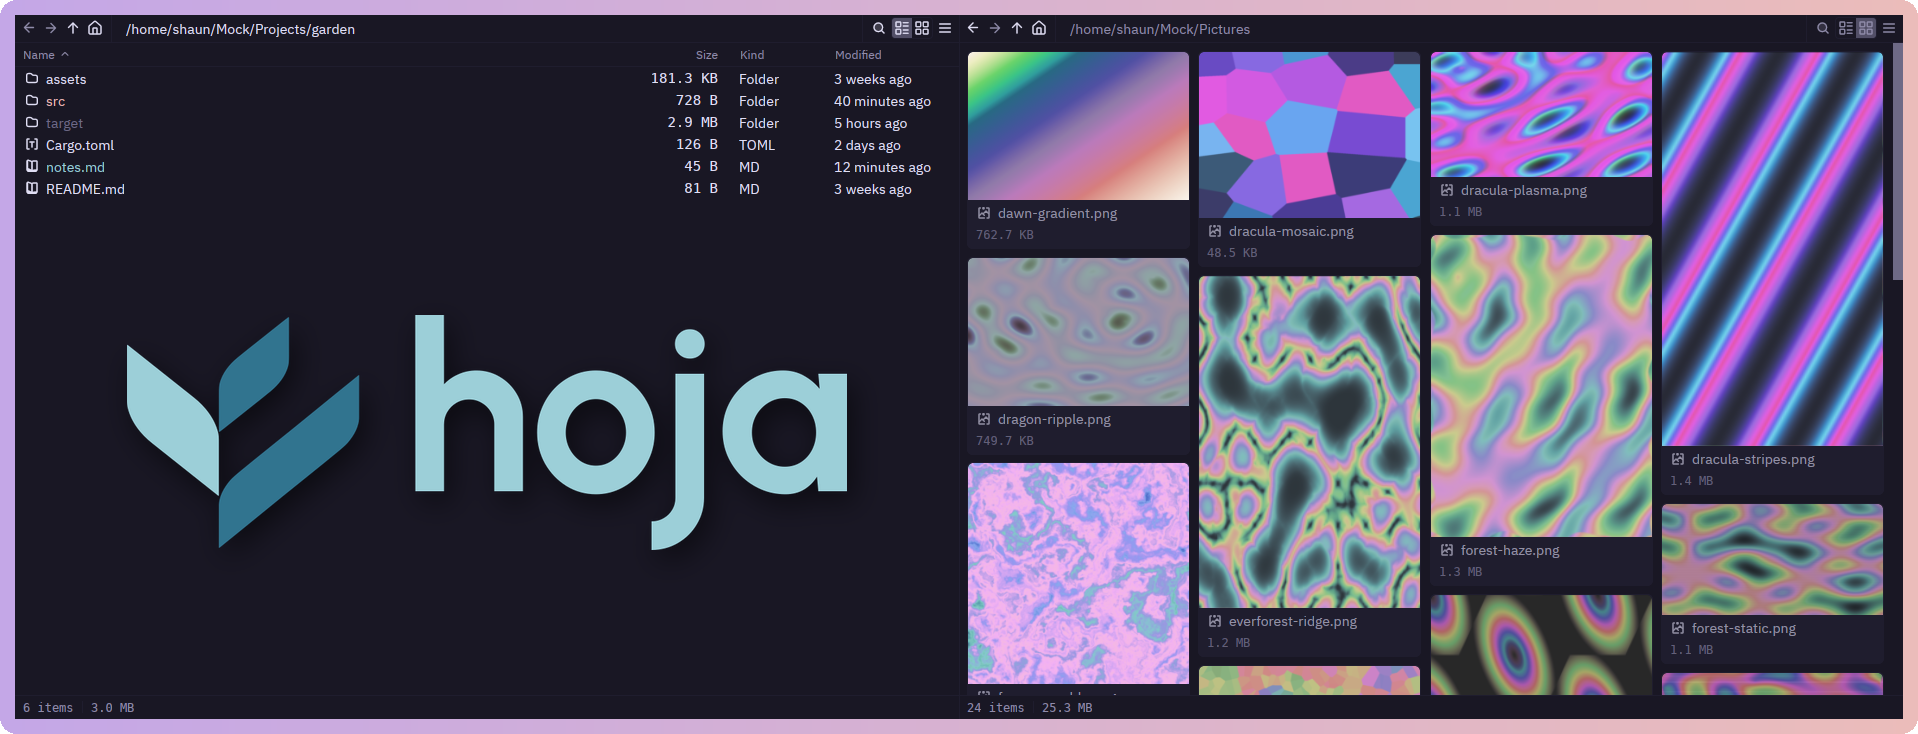 /home/shaun/Mock/Projects/garden
Name Size Kind Modified
assets 181.3 KB Folder 3 weeks ago
src 728 B Folder 40 minutes ago
target 2.9 MB Folder 5 hours ago
Cargo.toml 126 B TOML 2 days ago
notes.md 45 B MD 12 minutes ago
README.md 81 B MD 3 weeks ago
hoja
6 items 3.0 MB
/home/shaun/Mock/Pictures
dawn-gradient.png
762.7 KB
dragon-ripple.png
749.7 KB
dracula-mosaic.png
48.5 KB
everforest-ridge.png
1.2 MB
dracula-plasma.png
1.1 MB
forest-haze.png
1.3 MB
dracula-stripes.png
1.4 MB
forest-static.png
1.1 MB
24 items 25.3 MB